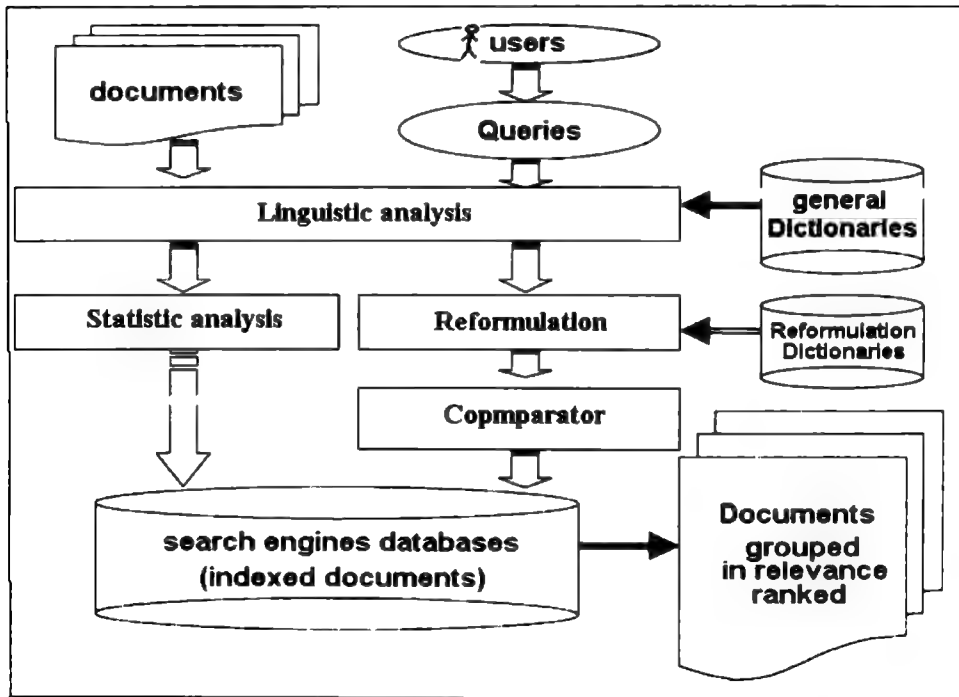 users
documents
Queries
Linguistic analysis
general
Dictionaries
Statistic analysis
Reformulation
Reformulation
Dictionaries
Copmparator
search engines databases
(indexed documents)
Documents
grouped
in relevance
ranked